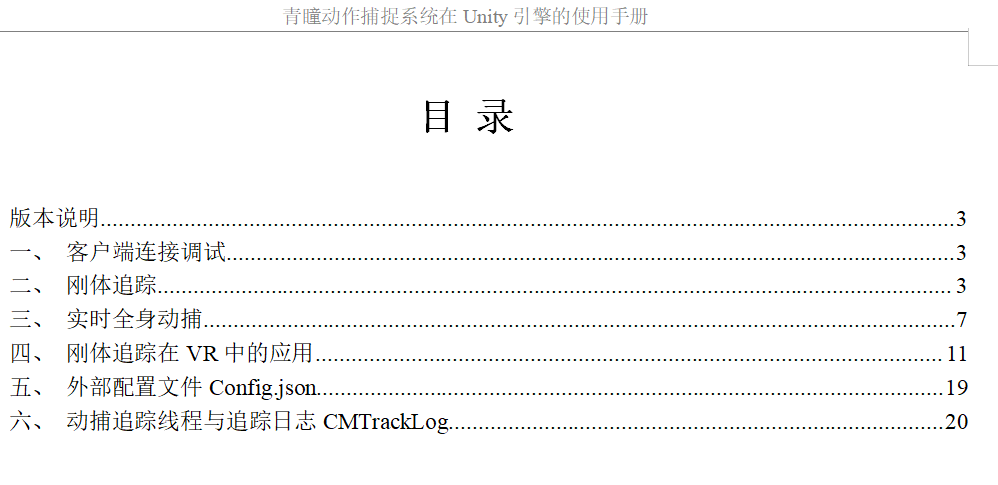 青瞳动作捕捉系统在 Unity 引擎的使用手册
目 录
版本说明........................................................................3
一、 客户端连接调试........................................................................3
二、 刚体追踪........................................................................ 3
三、 实时全身动捕........................................................................7
四、 刚体追踪在 VR 中的应用........................................................................ 11
五、 外部配置文件 Config.json........................................................................19
六、 动捕追踪线程与追踪日志 CMTrackLog........................................................................20